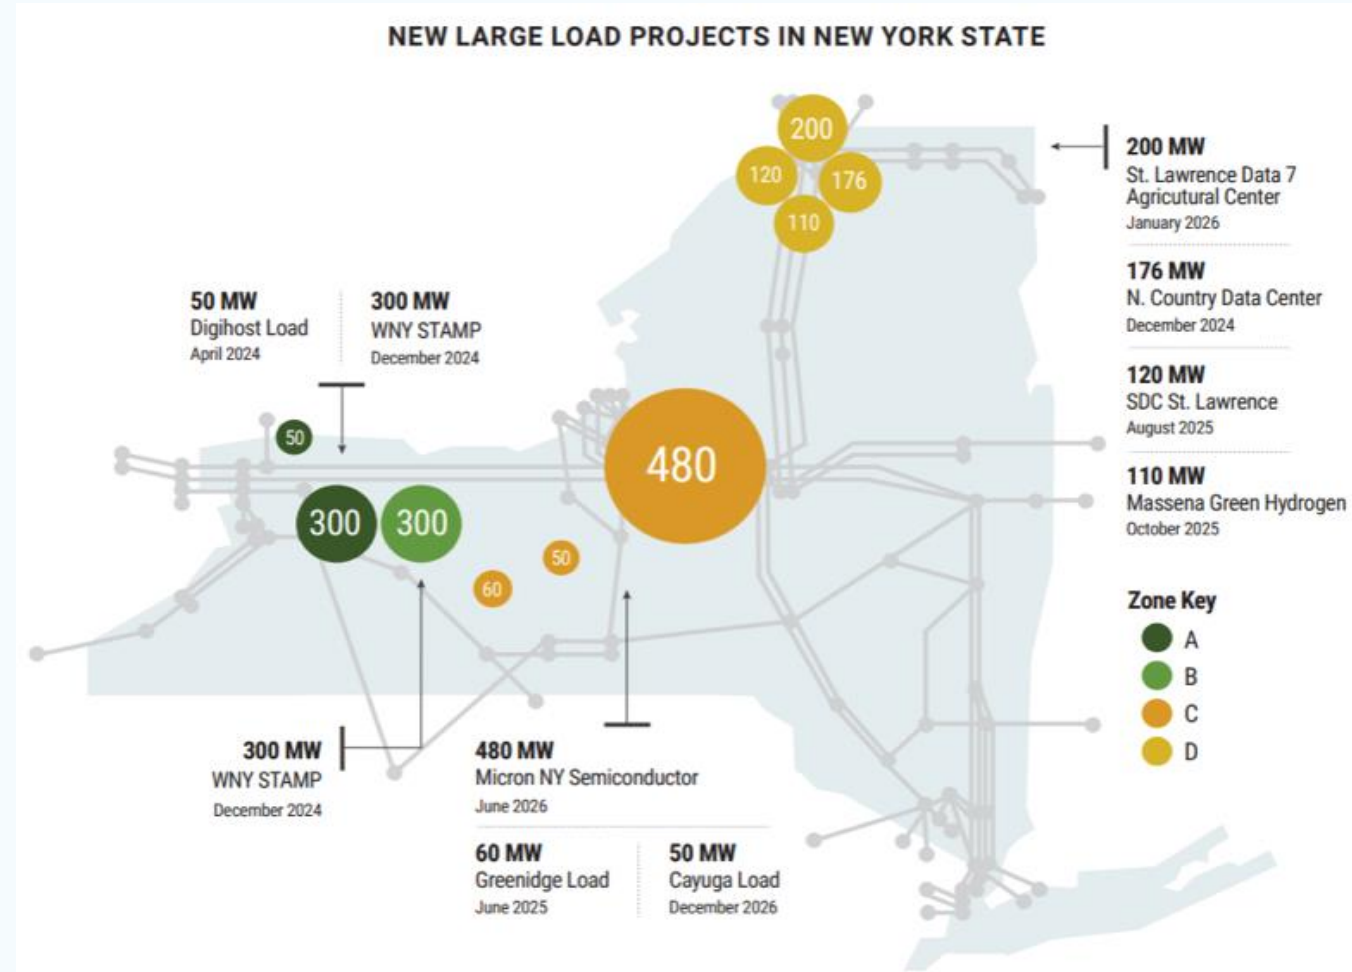 NEW LARGE LOAD PROJECTS IN NEW YORK STATE
200
120
176
110
200 MW
St. Lawrence Data 7
Agricutural Center
January 2026
176 MW
N. Country Data Center
December 2024
120 MW
SDC St. Lawrence
August 2025
110 MW
Massena Green Hydrogen
October 2025
50 MW
Digihost Load
April 2024
300 MW
WNY STAMP
December 2024
50
480
300
300
50
60
Zone Key
A
B
C
D
300 MW
WNY STAMP
December 2024
480 MW
Micron NY Semiconductor
June 2026
60 MW
Greenidge Load
June 2025
50 MW
Cayuga Load
December 2026